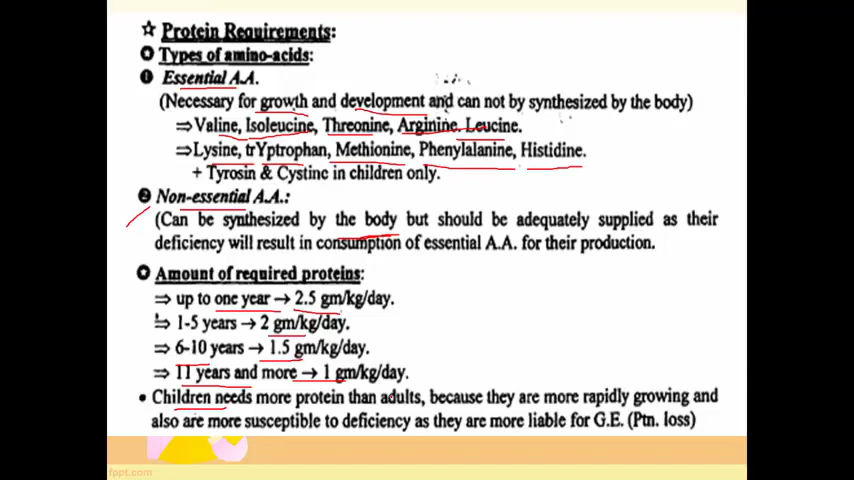 ☆ Protein Requirements:
✪ Types of amino-acids:
❶ Essential A.A.
(Necessary for growth and development and can not by synthesized by the body)
⇒Valine, Isoleucine, Threonine, Arginine, Leucine.
⇒Lysine, trYptrophan, Methionine, Phenylalanine, Histidine.
+ Tyrosin & Cystine in children only.
❷ Non-essential A.A.:
(Can be synthesized by the body but should be adequately supplied as their
deficiency will result in consumption of essential A.A. for their production.
✪ Amount of required proteins:
⇒ up to one year → 2.5 gm/kg/day.
⇒ 1-5 years → 2 gm/kg/day.
⇒ 6-10 years → 1.5 gm/kg/day.
⇒ 11 years and more → 1 gm/kg/day.
• Children needs more protein than adults, because they are more rapidly growing and
also are more susceptible to deficiency as they are more liable for G.E. (Ptn. loss)
fppt.com